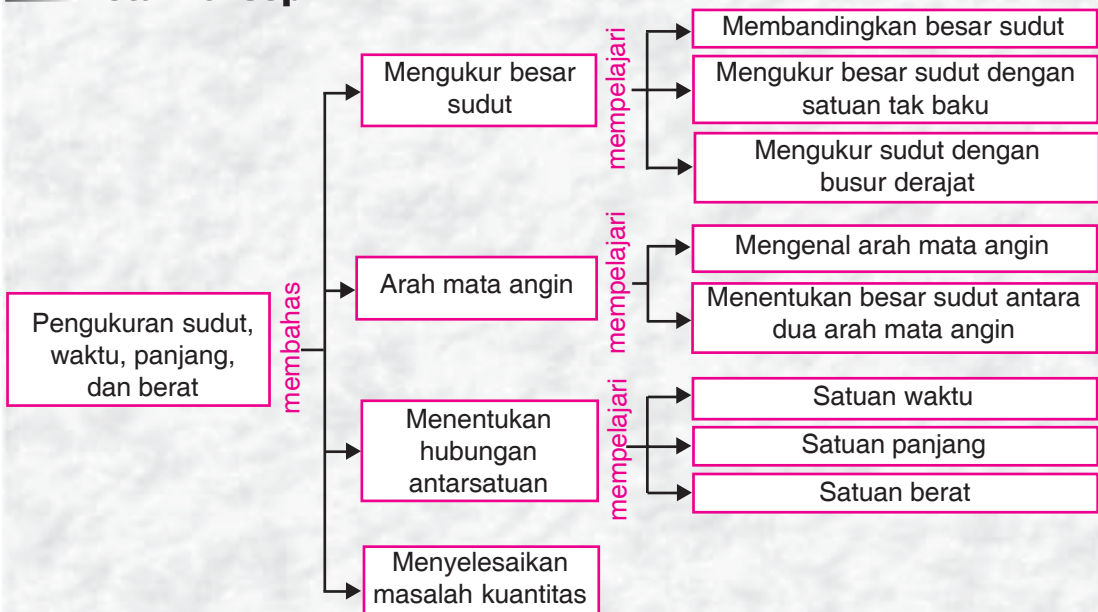 Pengukuran sudut,
waktu, panjang,
dan berat
membahas
Mengukur besar
sudut
mempelajari
Membandingkan besar sudut
Mengukur besar sudut dengan
satuan tak baku
Mengukur sudut dengan
busur derajat
Arah mata angin
mempelajari
Mengenal arah mata angin
Menentukan besar sudut antara
dua arah mata angin
Menentukan
hubungan
antarsatuan
mempelajari
Satuan waktu
Satuan panjang
Satuan berat
Menyelesaikan
masalah kuantitas